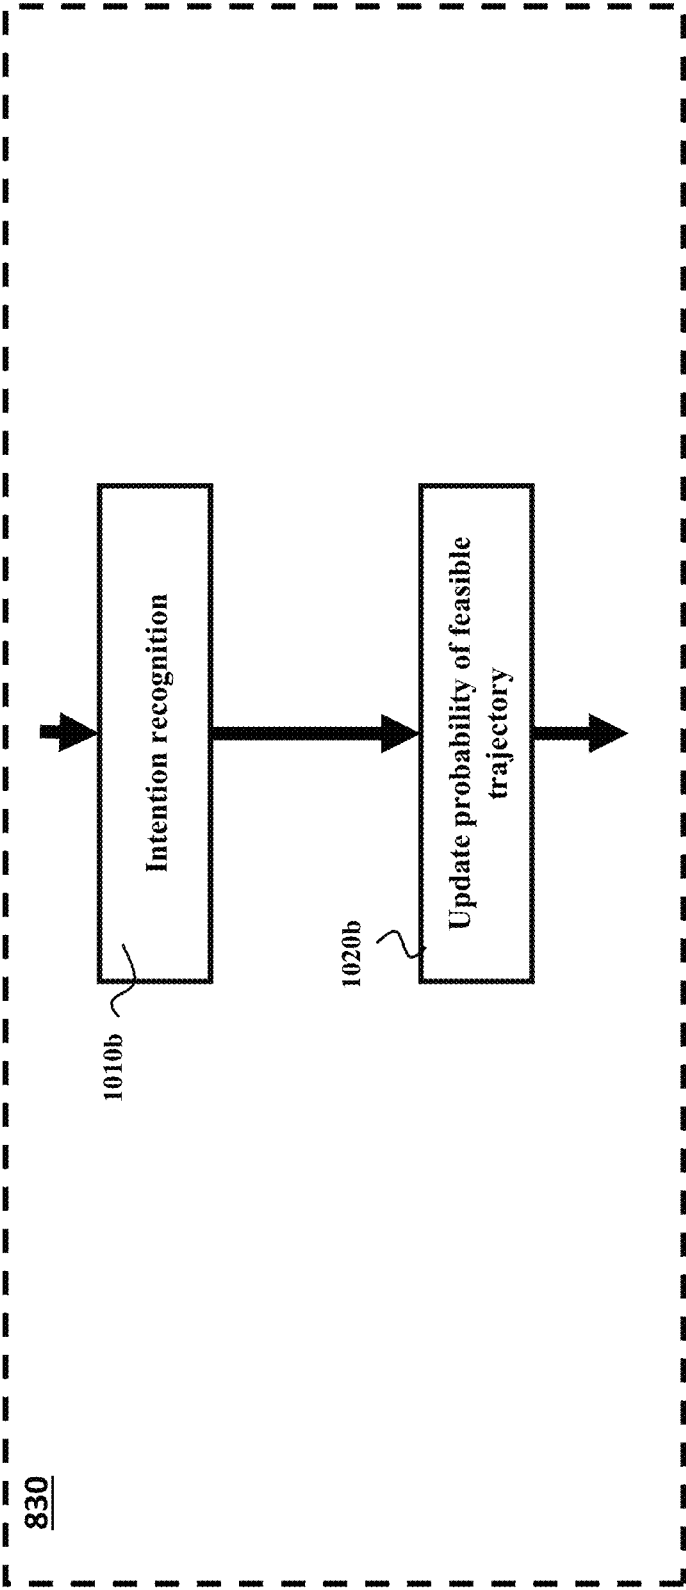 830
1010b
Intention recognition
1020b
Update probability of feasible
trajectory